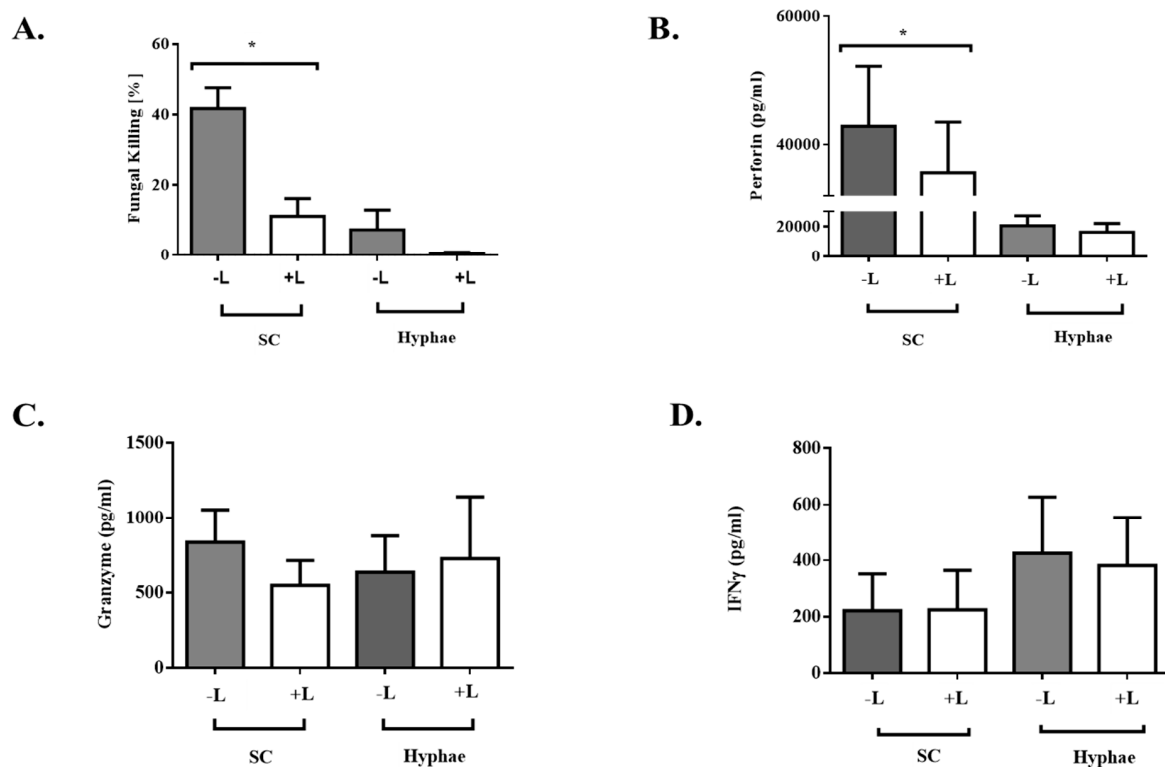 A.
60
40
20
0
Fungal Killing [%]
*
-L +L -L +L
SC Hyphae
B.
60000
40000
20000
0
Perforin (pg/ml)
*
-L +L -L +L
SC Hyphae
C.
1500
1000
500
0
Granzyme (pg/ml)
-L +L -L +L
SC Hyphae
D.
800
600
400
200
0
IFNγ (pg/ml)
-L +L -L +L
SC Hyphae